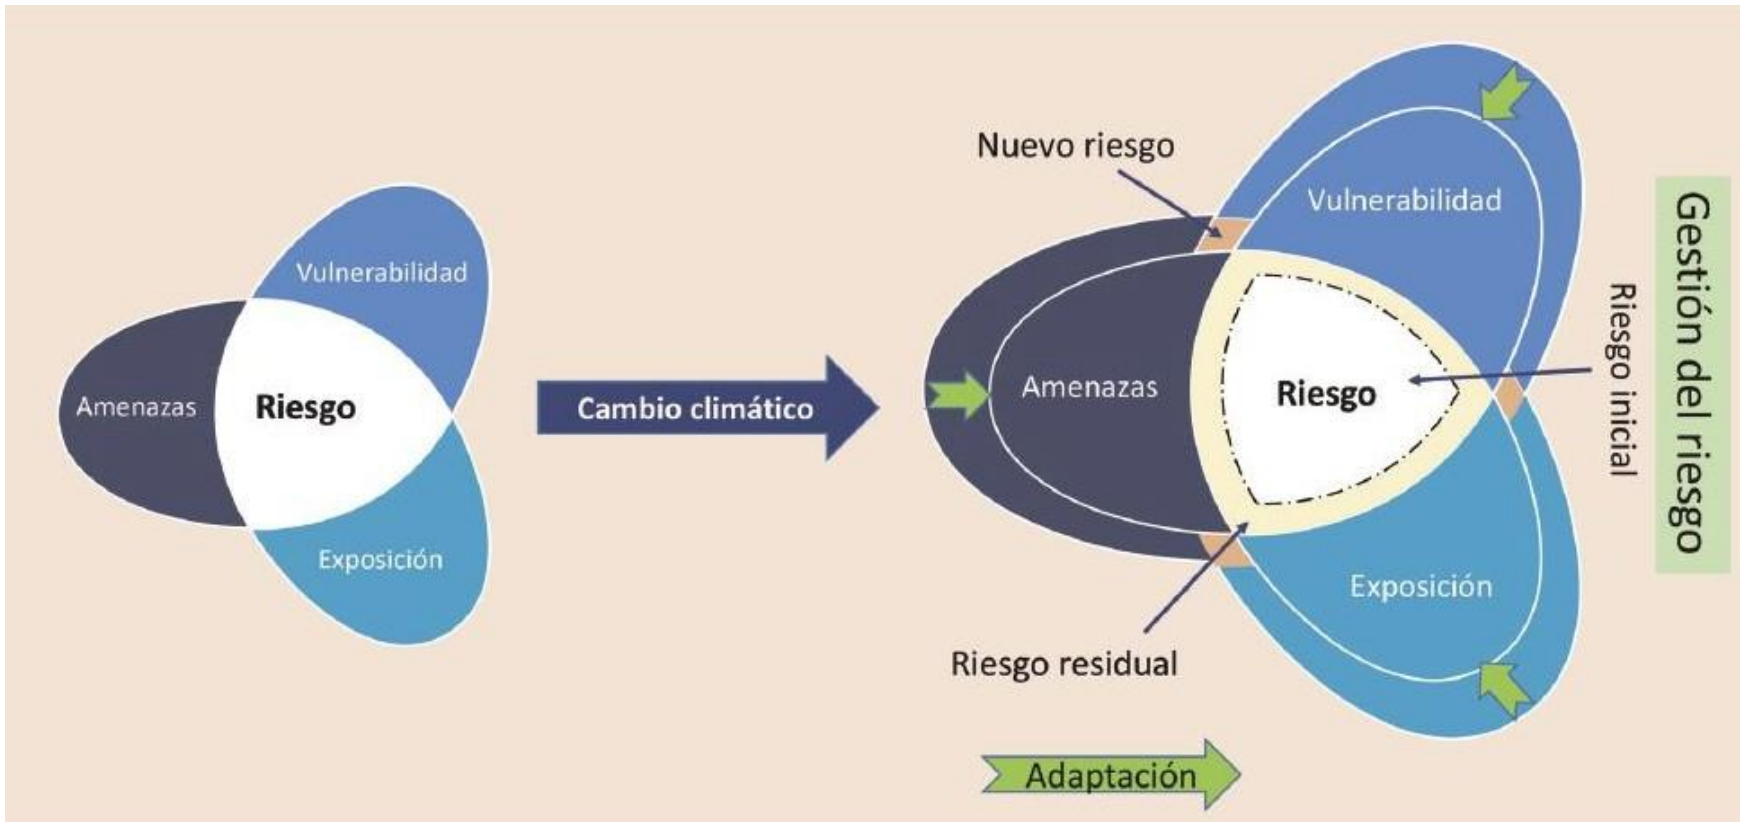 Vulnerabilidad
Amenazas
Riesgo
Exposición
Cambio climático
Nuevo riesgo
Vulnerabilidad
Amenazas
Riesgo
Riesgo inicial
Exposición
Riesgo residual
Adaptación
Gestión del riesgo